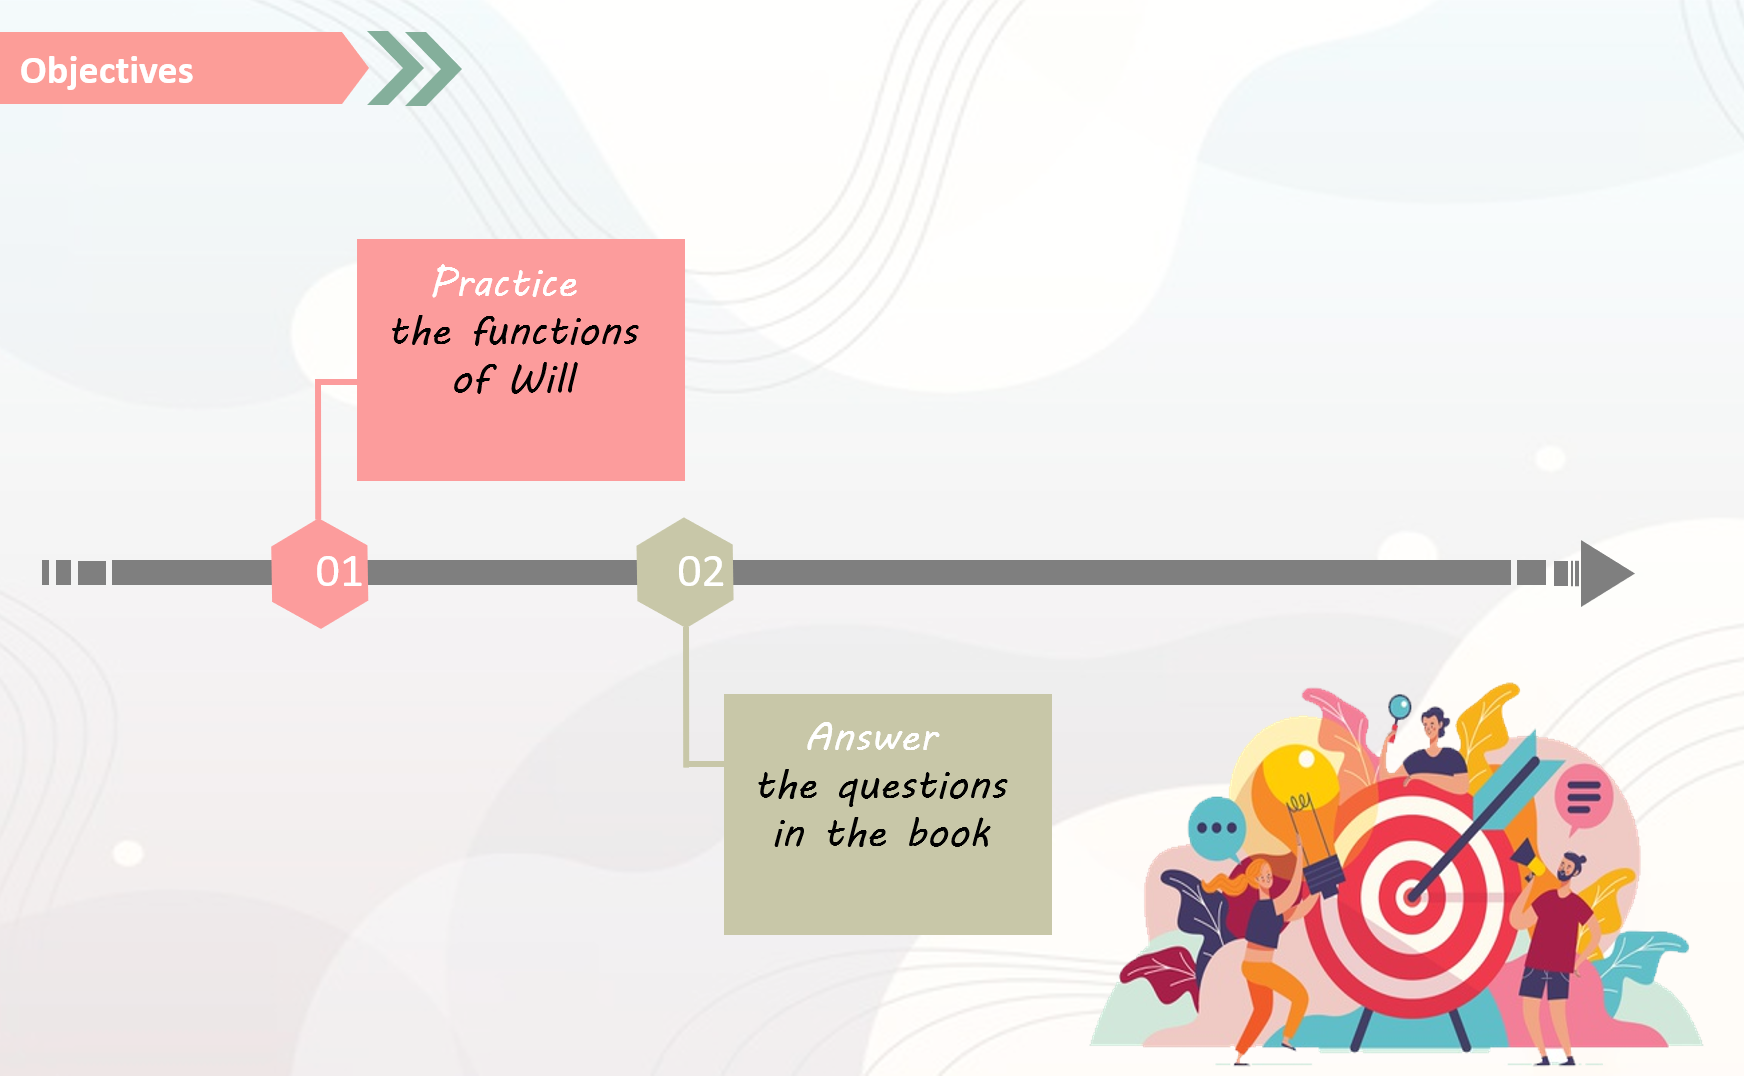 Objectives
Practice
the functions
of Will
01
02
Answer
the questions
in the book